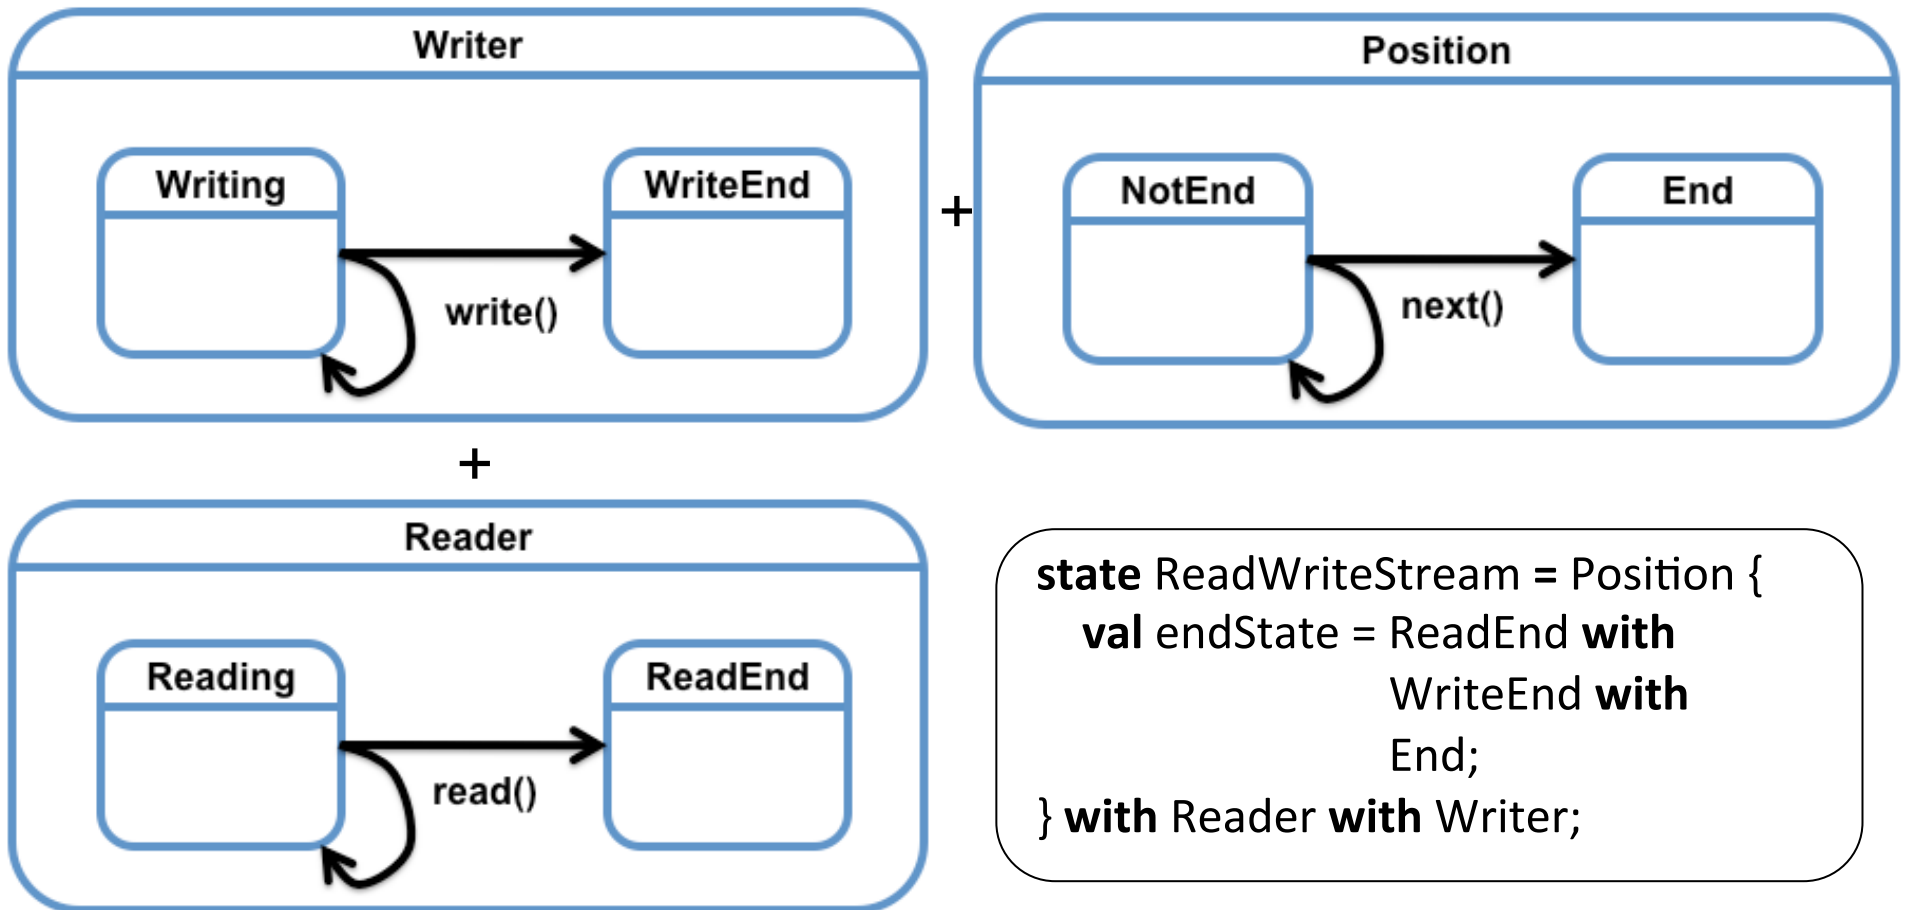 Writer
Writing
WriteEnd
write()
+
Position
NotEnd
End
next()
+
Reader
Reading
ReadEnd
read()
state ReadWriteStream = Position {
val endState = ReadEnd with
WriteEnd with
End;
} with Reader with Writer;